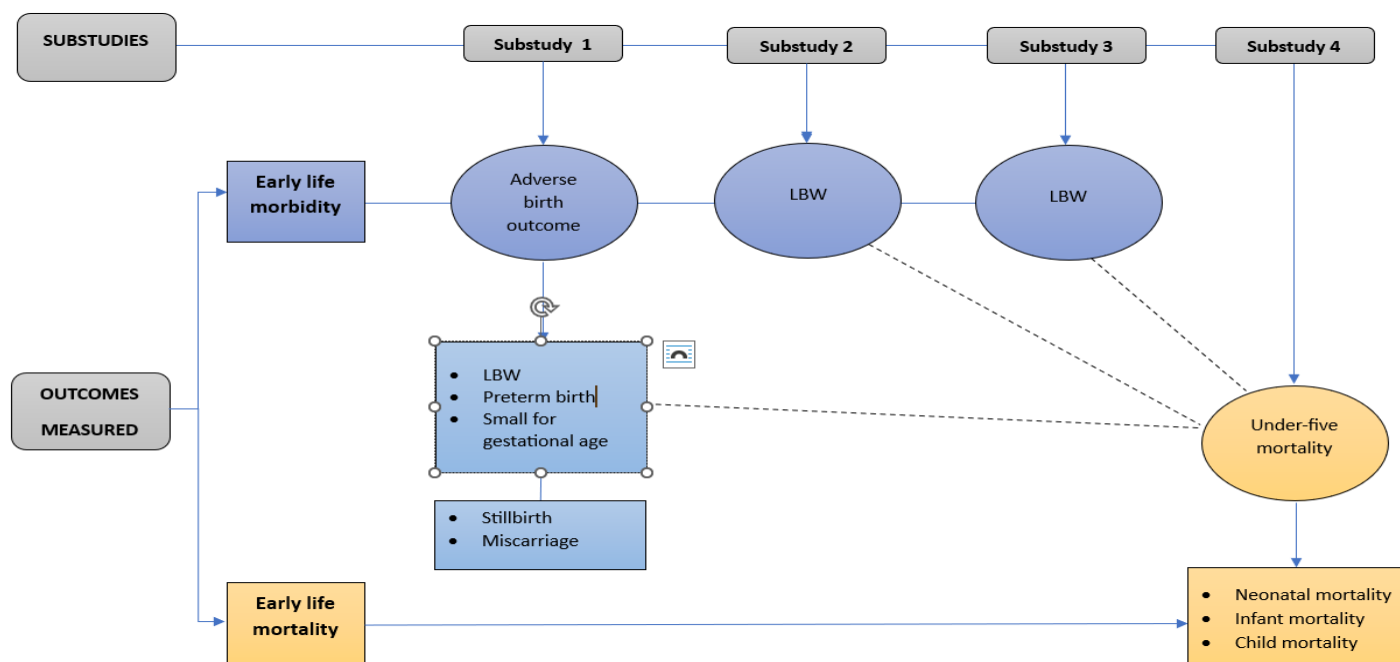 SUBSTUDIES
Substudy 1
Substudy 2
Substudy 3
Substudy 4
Early life
morbidity
Adverse
birth
outcome
LBW
LBW
• LBW
• Preterm birth
• Small for
gestational age
OUTCOMES
MEASURED
Under-five
mortality
• Stillbirth
• Miscarriage
Early life
mortality
• Neonatal mortality
• Infant mortality
• Child mortality